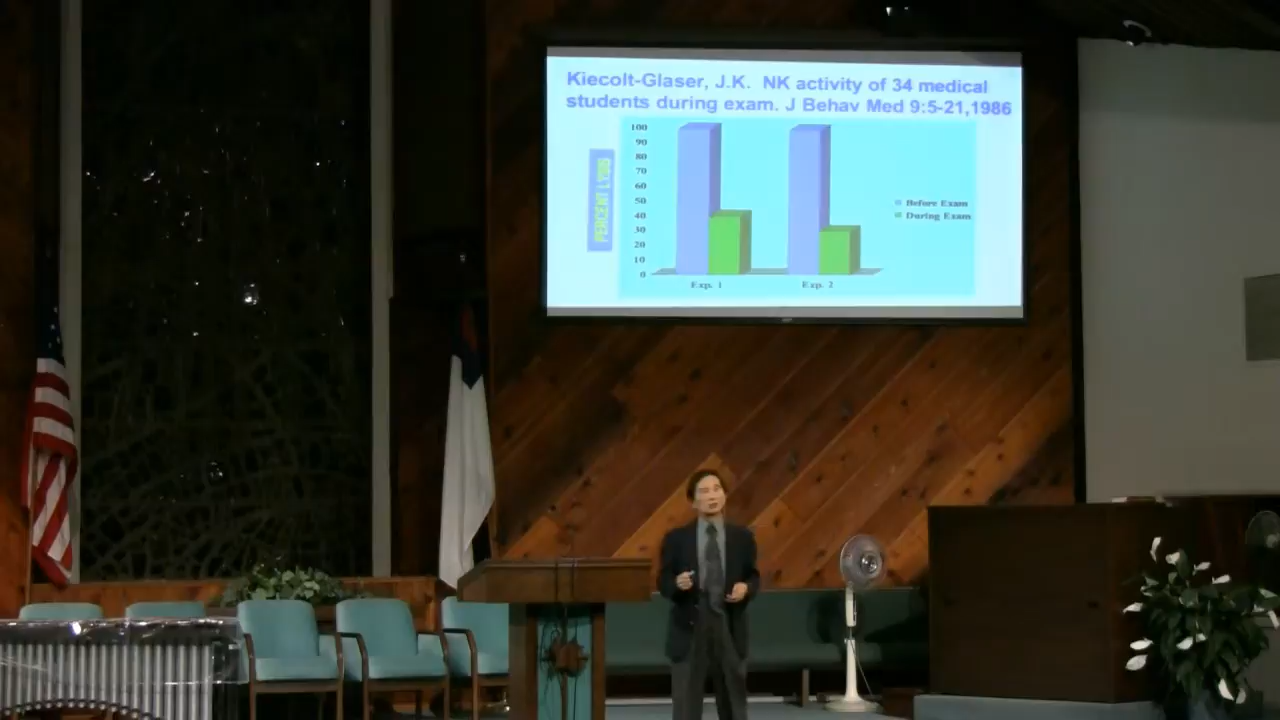 Kiecolt-Glaser, J.K. NK activity of 34 medical
students during exam. J Behav Med 9:5-21,1986
100
90
80
70
60
50
40
30
20
10
0
PERCENT
Before Exam
During Exam
Exp. 1
Exp. 2